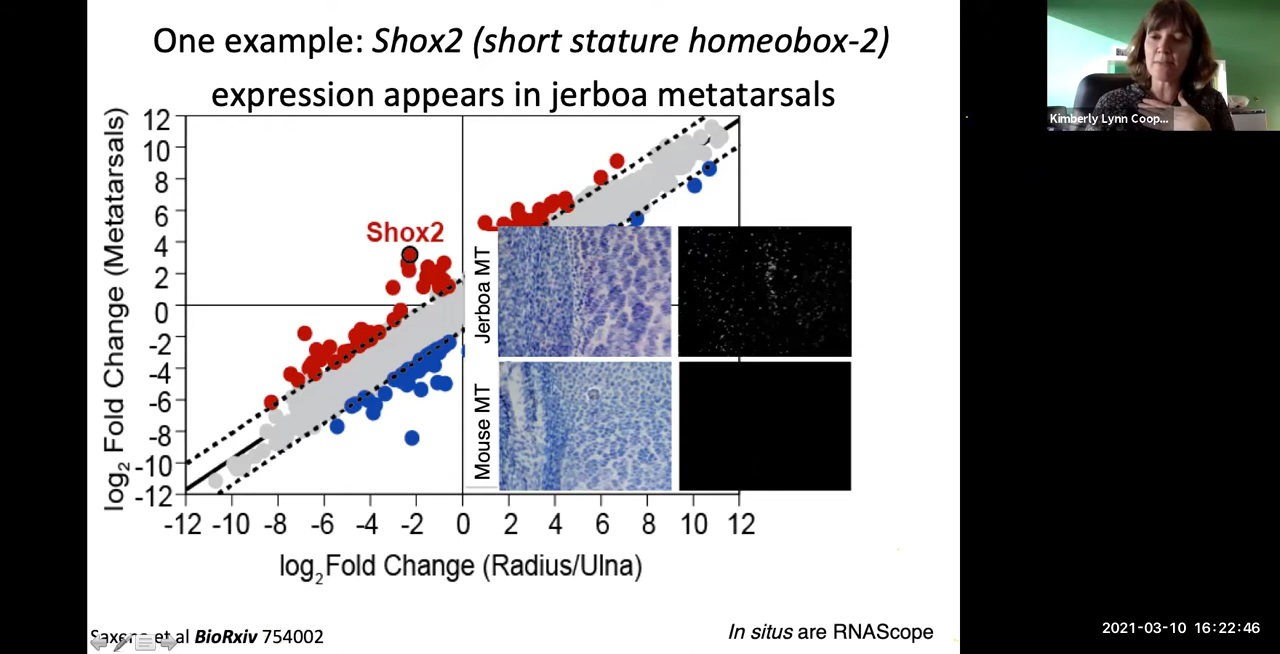 One example: Shox2 (short stature homeobox-2)
expression appears in jerboa metatarsals
Kimberly Lynn Coop...
log2 Fold Change (Metatarsals)
12
10
8
6
4
2
0
-2
-4
-6
-8
-10
-12
Shox2
Jerboa MT
Mouse MT
-12 -10 -8 -6 -4 -2 0 2 4 6 8 10 12
log2 Fold Change (Radius/Ulna)
et al BioRxiv 754002
In situs are RNAScope
2021-03-10 16:22:46